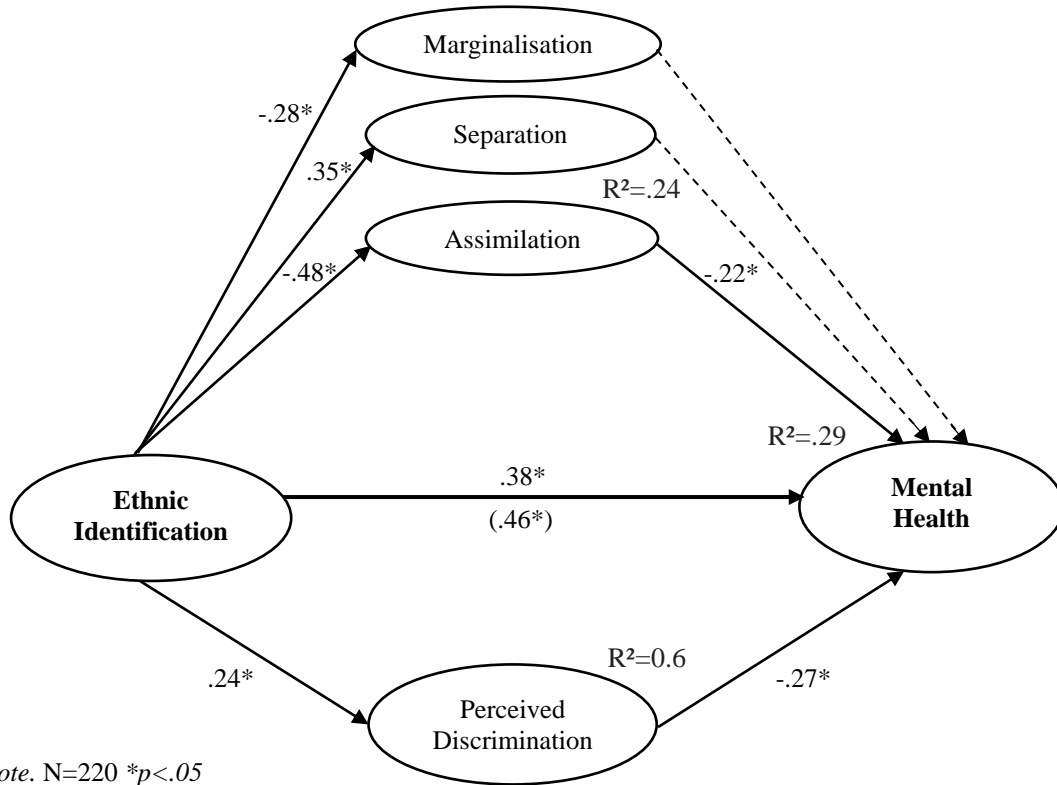 Marginalisation
-.28*
Separation
.35*
R²=.24
Assimilation
-.48*
-.22*
R²=.29
Ethnic
Identification
.38*
(.46*)
Mental
Health
.24*
R²=0.6
-.27*
Perceived
Discrimination
ote. N=220 *p<.05